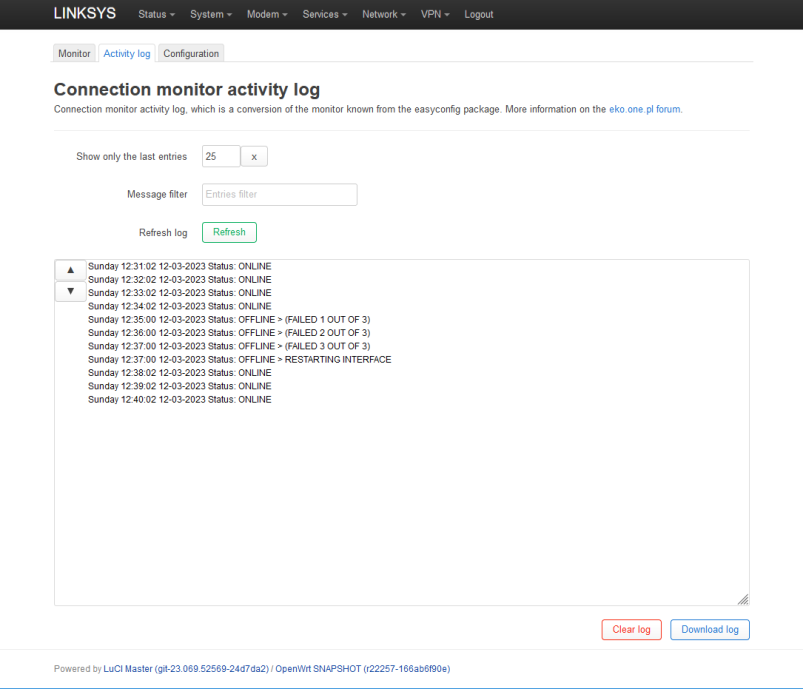 LINKSYS Status System Modem Services Network VPN Logout
Monitor Activity log Configuration
Connection monitor activity log
Connection monitor activity log, which is a conversion of the monitor known from the easyconfig package. More information on the eko.one.pl forum.
Show only the last entries 25 x
Message filter Entries filter
Refresh log Refresh
▲ Sunday 12:31:02 12-03-2023 Status: ONLINE
Sunday 12:32:02 12-03-2023 Status: ONLINE
▼ Sunday 12:33:02 12-03-2023 Status: ONLINE
Sunday 12:34:02 12-03-2023 Status: ONLINE
Sunday 12:35:00 12-03-2023 Status: OFFLINE > (FAILED 1 OUT OF 3)
Sunday 12:36:00 12-03-2023 Status: OFFLINE > (FAILED 2 OUT OF 3)
Sunday 12:37:00 12-03-2023 Status: OFFLINE > (FAILED 3 OUT OF 3)
Sunday 12:37:00 12-03-2023 Status: OFFLINE > RESTARTING INTERFACE
Sunday 12:38:02 12-03-2023 Status: ONLINE
Sunday 12:39:02 12-03-2023 Status: ONLINE
Sunday 12:40:02 12-03-2023 Status: ONLINE
Clear log Download log
Powered by LuCI Master (git-23.069.52569-24d7da2) / OpenWrt SNAPSHOT (r22257-166ab6f90e)